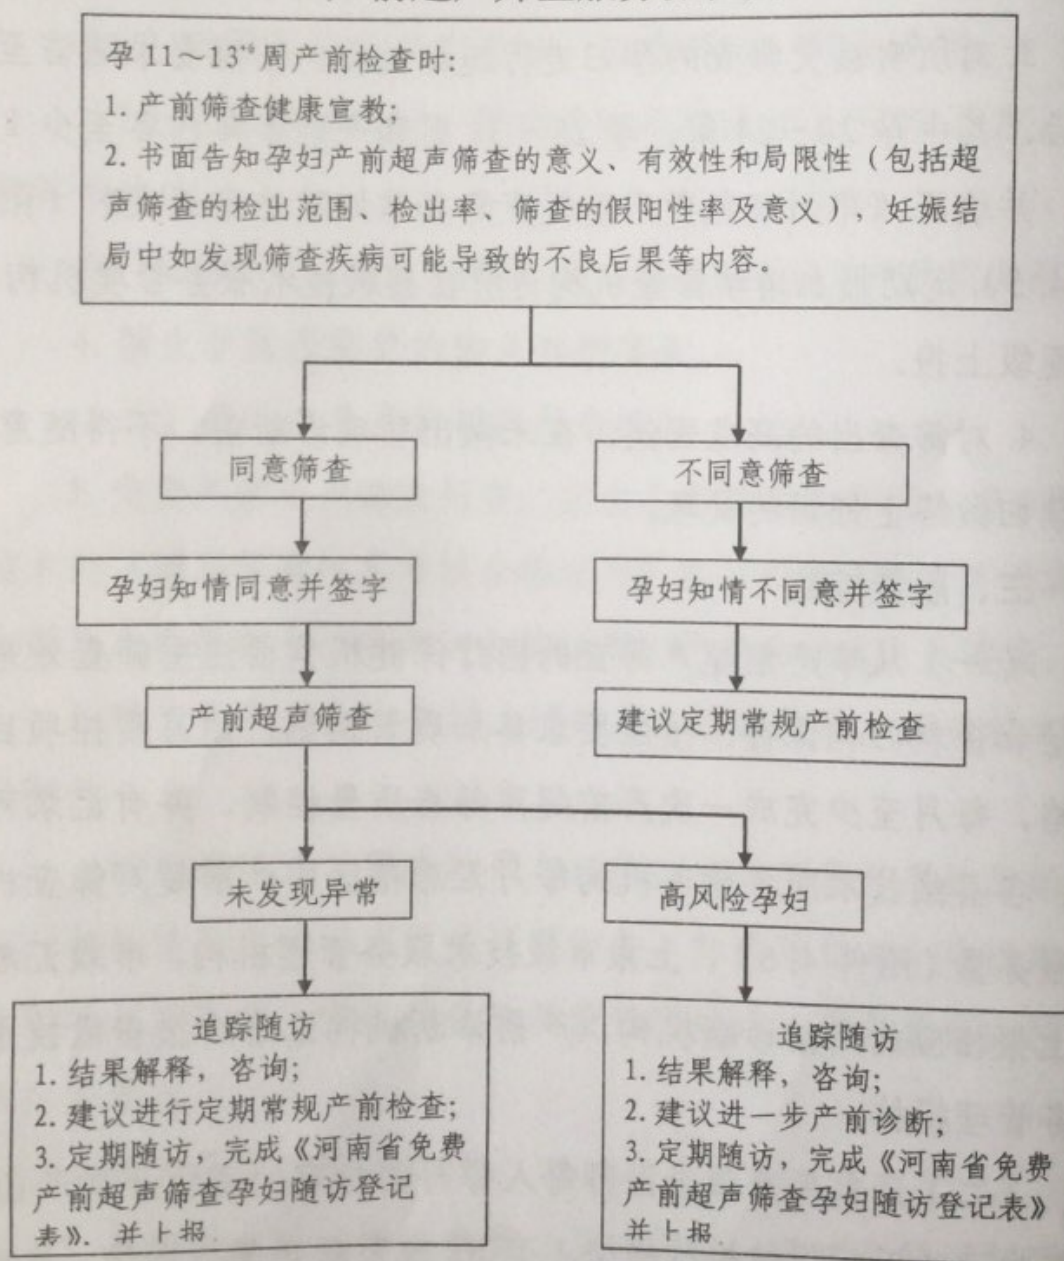 孕 11～13⁺⁶周产前检查时:
1. 产前筛查健康宣教;
2. 书面告知孕妇产前超声筛查的意义、有效性和局限性（包括超
声筛查的检出范围、检出率、筛查的假阳性率及意义）, 妊娠结
局中如发现筛查疾病可能导致的不良后果等内容。
同意筛查
不同意筛查
孕妇知情同意并签字
孕妇知情不同意并签字
产前超声筛查
建议定期常规产前检查
未发现异常
高风险孕妇
追踪随访
1. 结果解释，咨询;
2. 建议进行定期常规产前检查;
3. 定期随访，完成《河南省免费
产前超声筛查孕妇随访登记
表》，并上报
追踪随访
1. 结果解释，咨询;
2. 建议进一步产前诊断;
3. 定期随访，完成《河南省免费
产前超声筛查孕妇随访登记表》
并上报